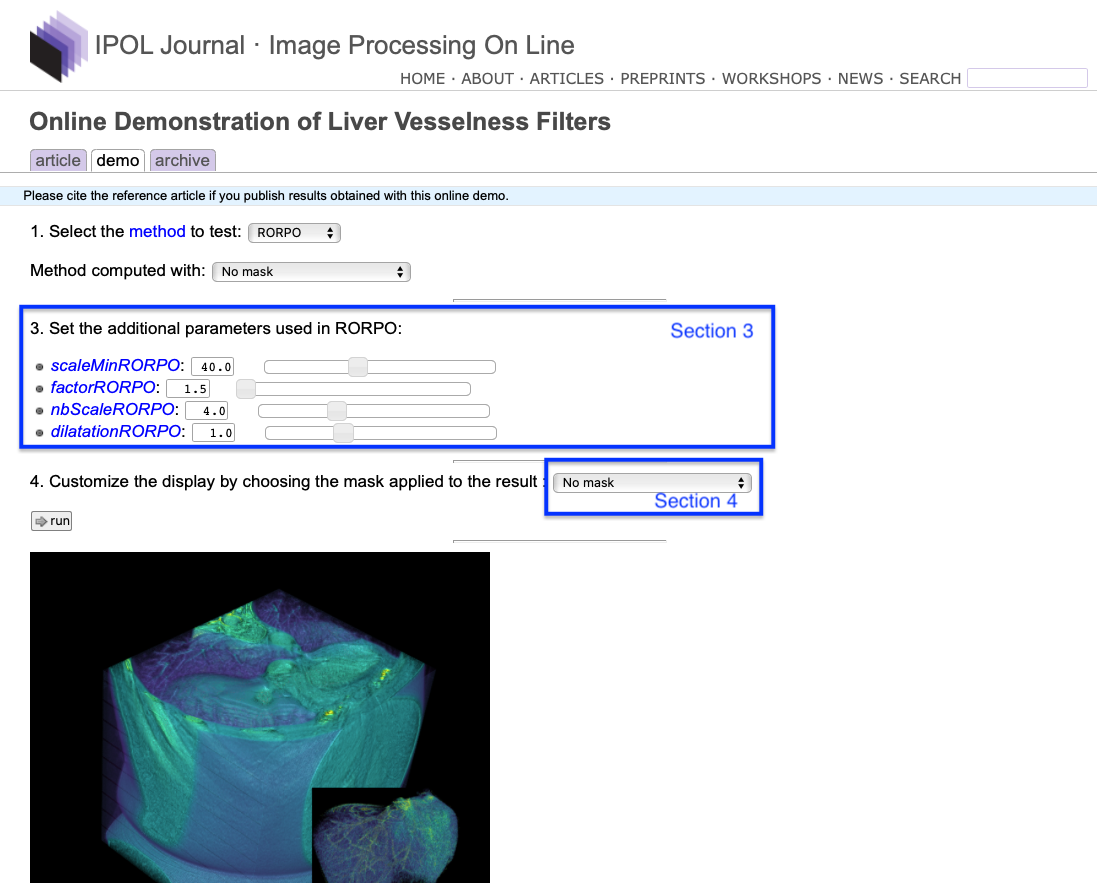 IPOL Journal · Image Processing On Line
HOME · ABOUT · ARTICLES · PREPRINTS · WORKSHOPS · NEWS · SEARCH
Online Demonstration of Liver Vesselness Filters
article demo archive
Please cite the reference article if you publish results obtained with this online demo.
1. Select the method to test: RORPO
Method computed with: No mask
3. Set the additional parameters used in RORPO: Section 3
scaleMinRORPO: 40.0
factorRORPO: 1.5
nbScaleRORPO: 4.0
dilatationRORPO: 1.0
4. Customize the display by choosing the mask applied to the result : No mask
Section 4
run